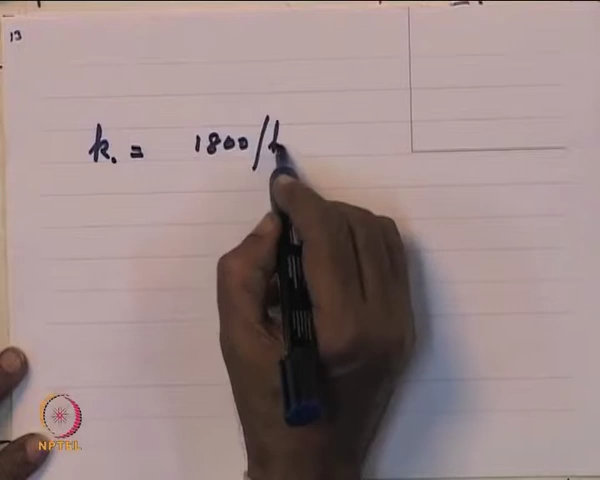 13
k. = 1800/h
NPTEL